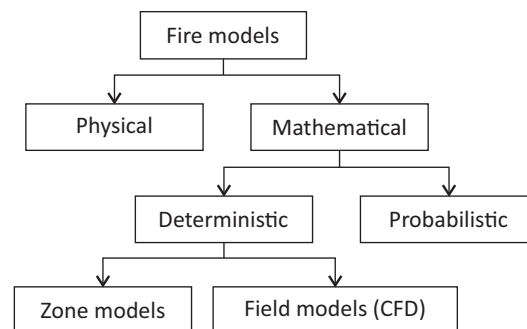 Fire models
Physical
Mathematical
Deterministic
Probabilistic
Zone models
Field models (CFD)